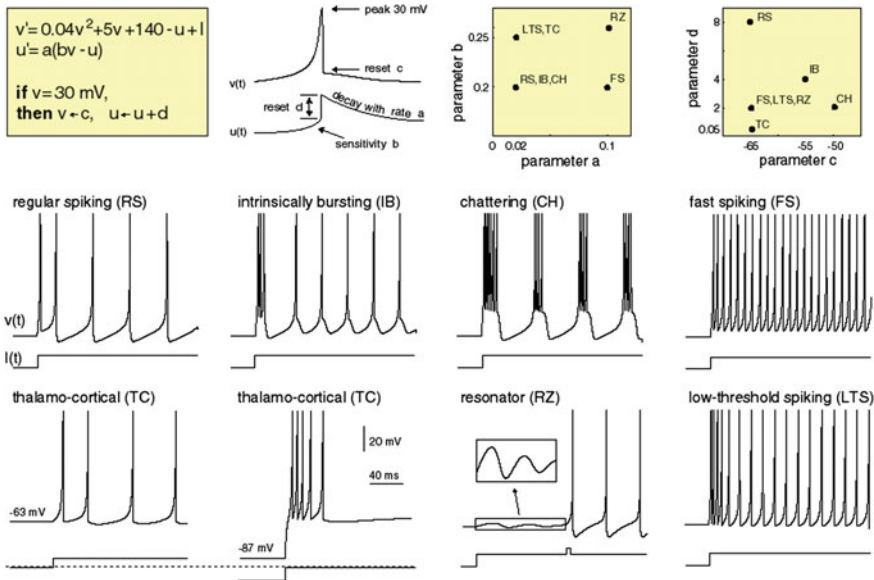 v'= 0.04v²+5v+140 - u+I
u'= a(bv - u)
if v=30 mV,
then v←c, u←u+d
peak 30 mV
reset c
v(t)
reset d
decay with rate a
u(t)
sensitivity b
parameter b
0.25
0.2
LTS,TC
RZ
RS,IB,CH
FS
0 0.02 0.1
parameter a
parameter d
8
4
2
0.05
RS
IB
FS,LTS,RZ
CH
TC
-65 -55 -50
parameter c
regular spiking (RS)
intrinsically bursting (IB)
chattering (CH)
fast spiking (FS)
v(t)
I(t)
thalamo-cortical (TC)
thalamo-cortical (TC)
resonator (RZ)
low-threshold spiking (LTS)
20 mV
40 ms
-63 mV
-87 mV